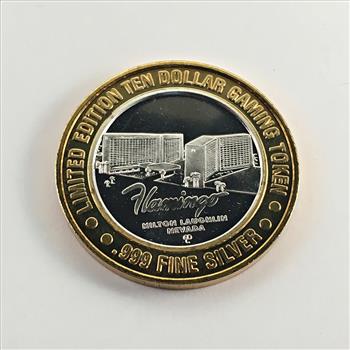 LIMITED EDITION TEN DOLLAR GAMING TOKEN
Flamingo
HILTON LAUGHLIN
NEVADA
.999 FINE SILVER